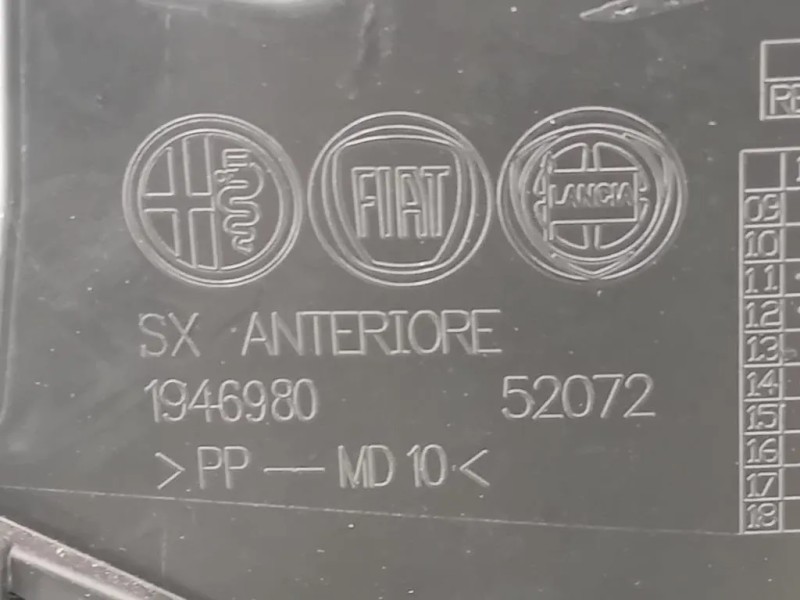 FIAT
LANCIA
SX ANTERIORE
1946980 52072
>PP — MD 10<
09
10
11
12
13
14
15
16
17
18